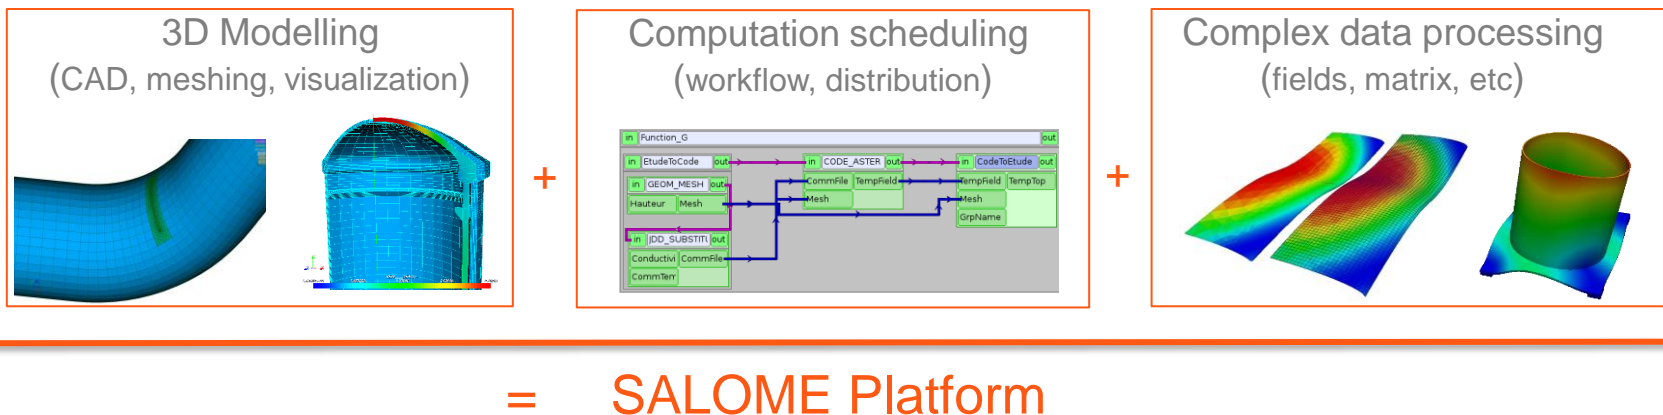 3D Modelling
(CAD, meshing, visualization)
+
Computation scheduling
(workflow, distribution)
in Function_G out
in EtudeToCode out
in CODE_ASTER out
in CodeToEtude out
in GEOM_MESH out
CommFile TempField
TempField TempTop
Hauteur Mesh
Mesh
Mesh
GrpName
in JDD_SUBSTITU out
Conductivi CommFile
CommTem
+
Complex data processing
(fields, matrix, etc)
= SALOME Platform